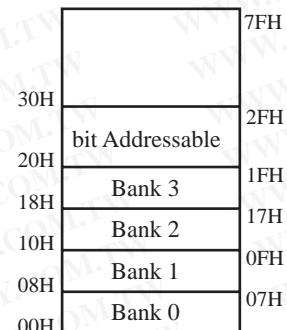 7FH
30H
2FH
bit Addressable
20H
1FH
Bank 3
18H
17H
Bank 2
10H
0FH
Bank 1
08H
07H
Bank 0
00H